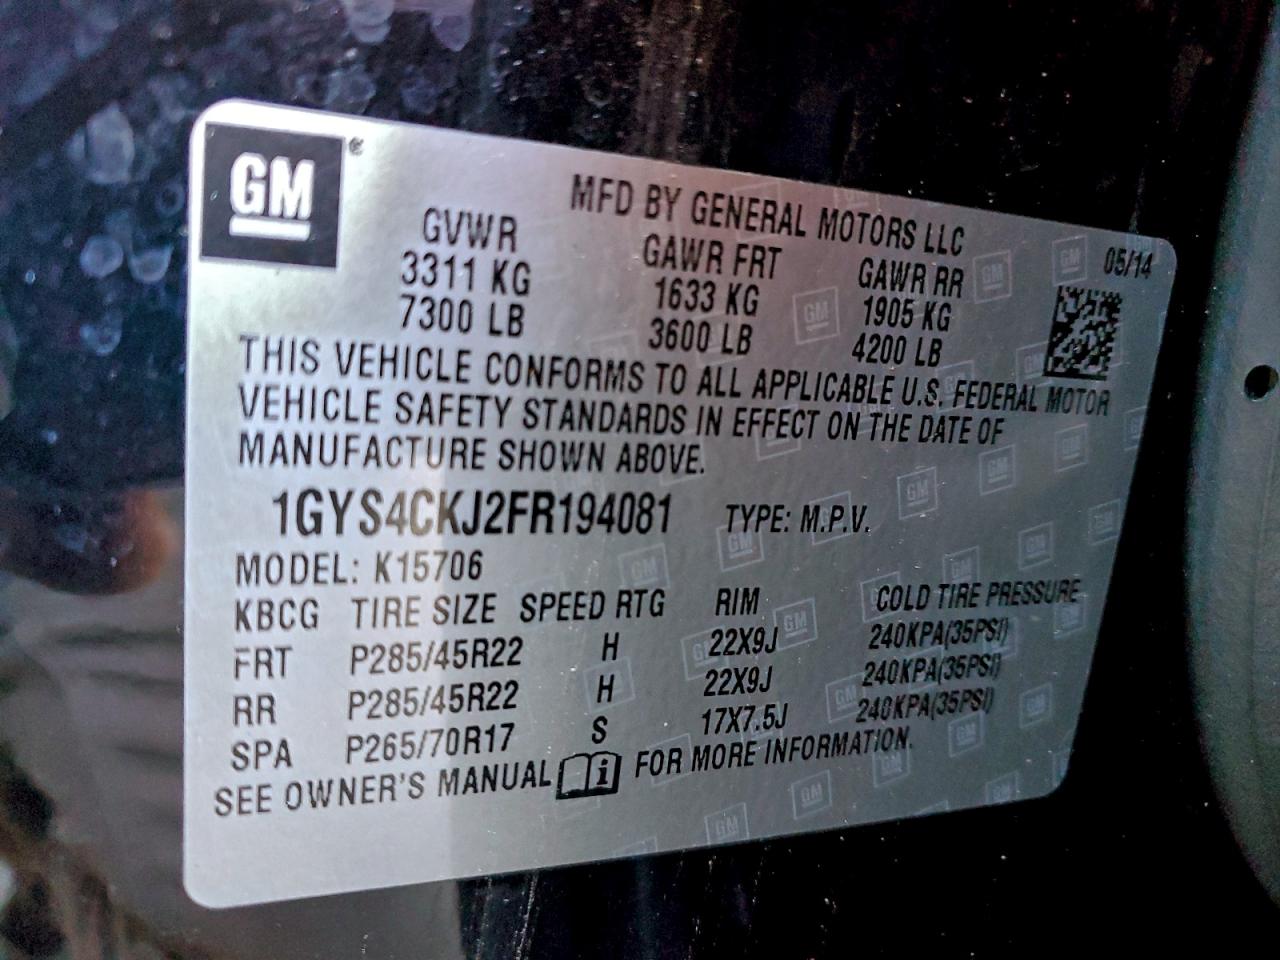 GM
MFD BY GENERAL MOTORS LLC
GVWR GAWR FRT GAWR RR 05/14
3311 KG 1633 KG 1905 KG
7300 LB 3600 LB 4200 LB
THIS VEHICLE CONFORMS TO ALL APPLICABLE U.S. FEDERAL MOTOR
VEHICLE SAFETY STANDARDS IN EFFECT ON THE DATE OF
MANUFACTURE SHOWN ABOVE.
1GYS4CKJ2FR194081 TYPE: M.P.V.
MODEL: K15706
KBCG TIRE SIZE SPEED RTG RIM COLD TIRE PRESSURE
FRT P285/45R22 H 22X9J 240KPA(35PSI)
RR P285/45R22 H 22X9J 240KPA(35PSI)
SPA P265/70R17 S 17X7.5J 240KPA(35PSI)
SEE OWNER'S MANUAL i FOR MORE INFORMATION.